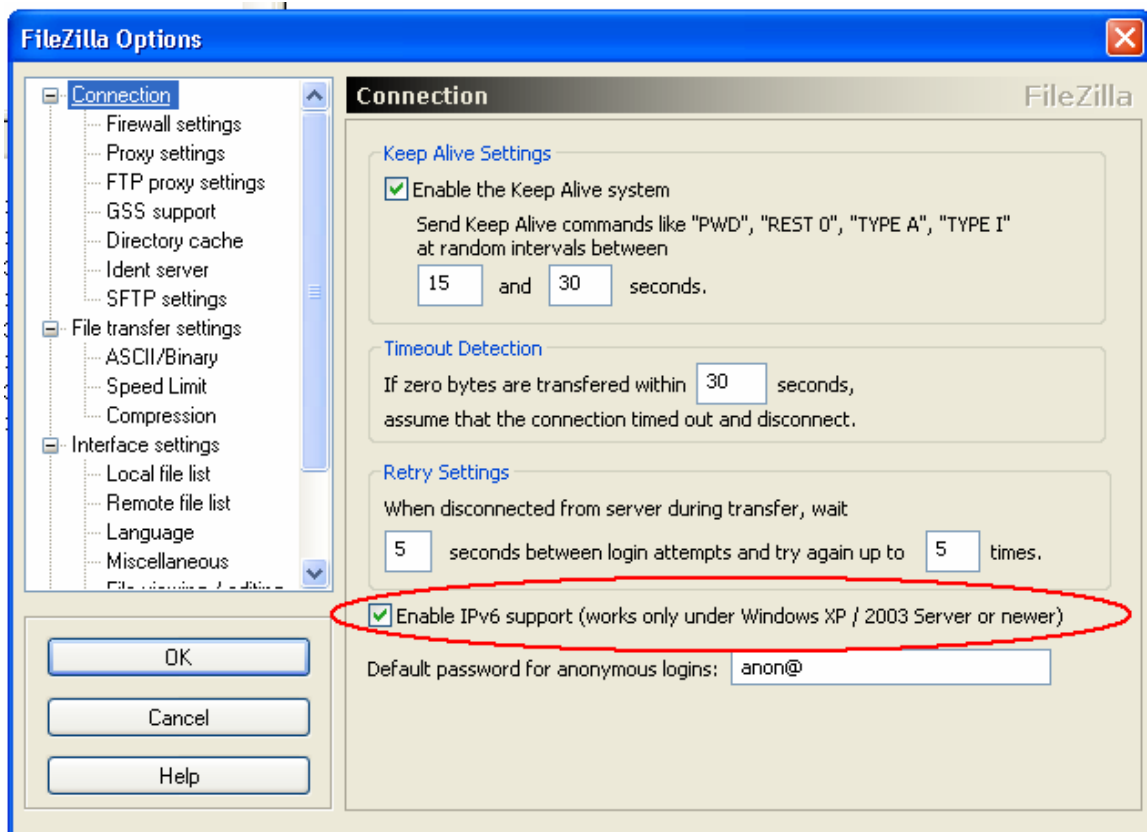 FileZilla Options
Connection
Firewall settings
Proxy settings
FTP proxy settings
GSS support
Directory cache
Ident server
SFTP settings
File transfer settings
ASCII/Binary
Speed Limit
Compression
Interface settings
Local file list
Remote file list
Language
Miscellaneous
File viewing / editing
OK
Cancel
Help
Connection
FileZilla
Keep Alive Settings
Enable the Keep Alive system
Send Keep Alive commands like "PWD", "REST 0", "TYPE A", "TYPE I"
at random intervals between
15 and 30 seconds.
Timeout Detection
If zero bytes are transfered within 30 seconds,
assume that the connection timed out and disconnect.
Retry Settings
When disconnected from server during transfer, wait
5 seconds between login attempts and try again up to 5 times.
Enable IPv6 support (works only under Windows XP / 2003 Server or newer)
Default password for anonymous logins: anon@